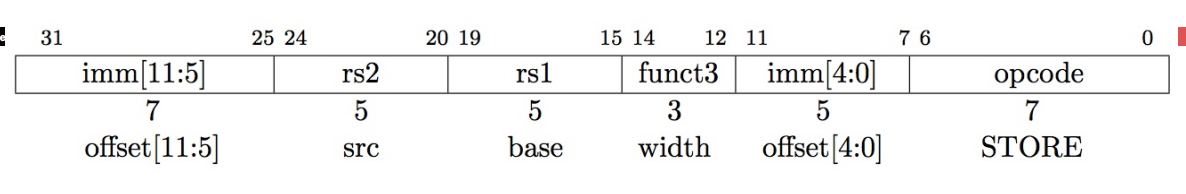 31 25 24 20 19 15 14 12 11 7 6 0
imm[11:5] rs2 rs1 funct3 imm[4:0] opcode
7 5 5 3 5 7
offset[11:5] src base width offset[4:0] STORE